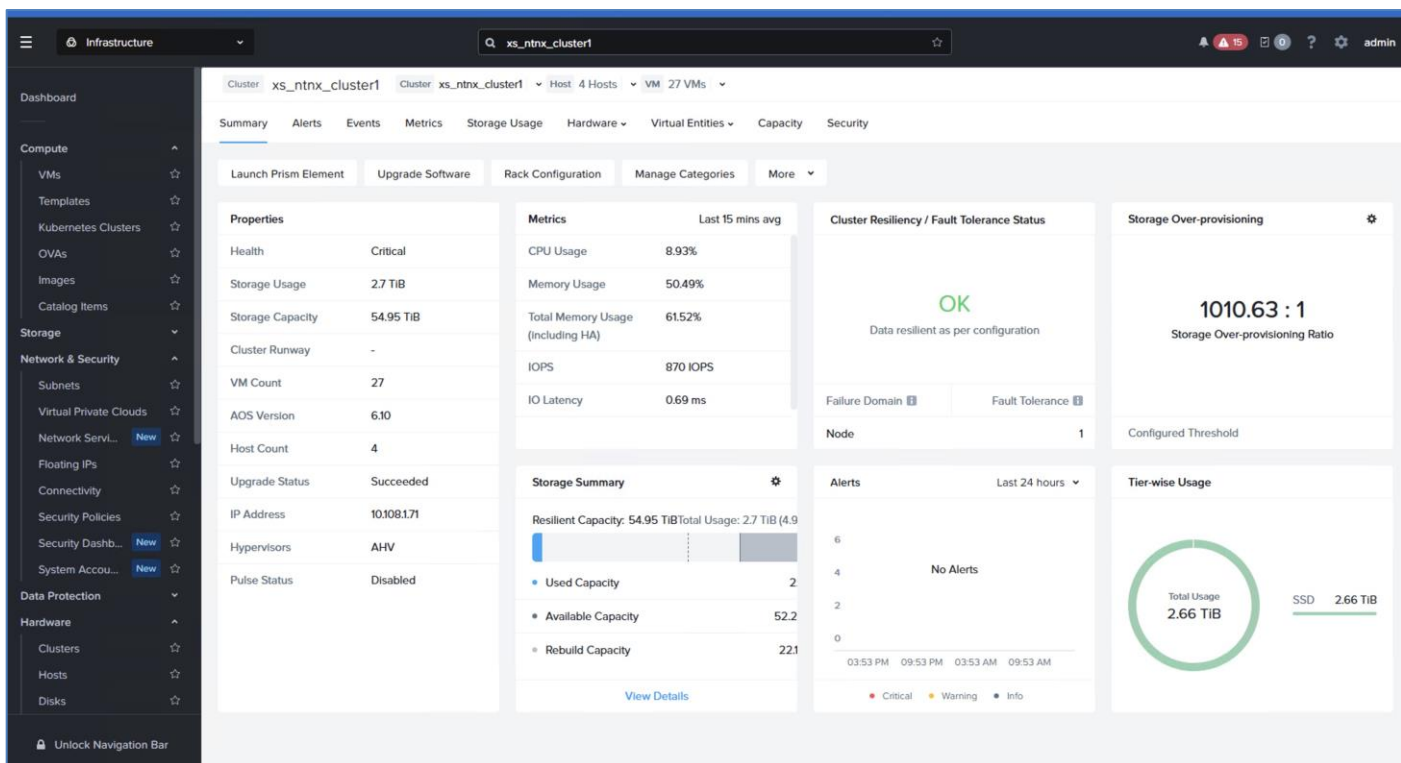 Infrastructure
xs_ntnx_cluster1
15
0
?
admin
Dashboard
Compute
VMs
Templates
Kubernetes Clusters
OVAs
Images
Catalog Items
Storage
Network & Security
Subnets
Virtual Private Clouds
Network Servi... New
Floating IPs
Connectivity
Security Policies
Security Dashb... New
System Accou... New
Data Protection
Hardware
Clusters
Hosts
Disks
Unlock Navigation Bar
Cluster xs_ntnx_cluster1 Cluster xs_ntnx_cluster1 Host 4 Hosts VM 27 VMs
Summary Alerts Events Metrics Storage Usage Hardware Virtual Entities Capacity Security
Launch Prism Element Upgrade Software Rack Configuration Manage Categories More
Properties
Health Critical
Storage Usage 2.7 TiB
Storage Capacity 54.95 TiB
Cluster Runway -
VM Count 27
AOS Version 6.10
Host Count 4
Upgrade Status Succeeded
IP Address 10.108.1.71
Hypervisors AHV
Pulse Status Disabled
Metrics Last 15 mins avg
CPU Usage 8.93%
Memory Usage 50.49%
Total Memory Usage 61.52%
(including HA)
IOPS 870 IOPS
IO Latency 0.69 ms
Cluster Resiliency / Fault Tolerance Status
OK
Data resilient as per configuration
Failure Domain Fault Tolerance
Node 1
Storage Over-provisioning
1010.63 : 1
Storage Over-provisioning Ratio
Configured Threshold
Storage Summary
Resilient Capacity: 54.95 TiB Total Usage: 2.7 TiB (4.9
Used Capacity 2
Available Capacity 52.2
Rebuild Capacity 22.1
View Details
Alerts Last 24 hours
6
4
2
0
No Alerts
03:53 PM 09:53 PM 03:53 AM 09:53 AM
Critical Warning Info
Tier-wise Usage
Total Usage
2.66 TiB
SSD 2.66 TiB